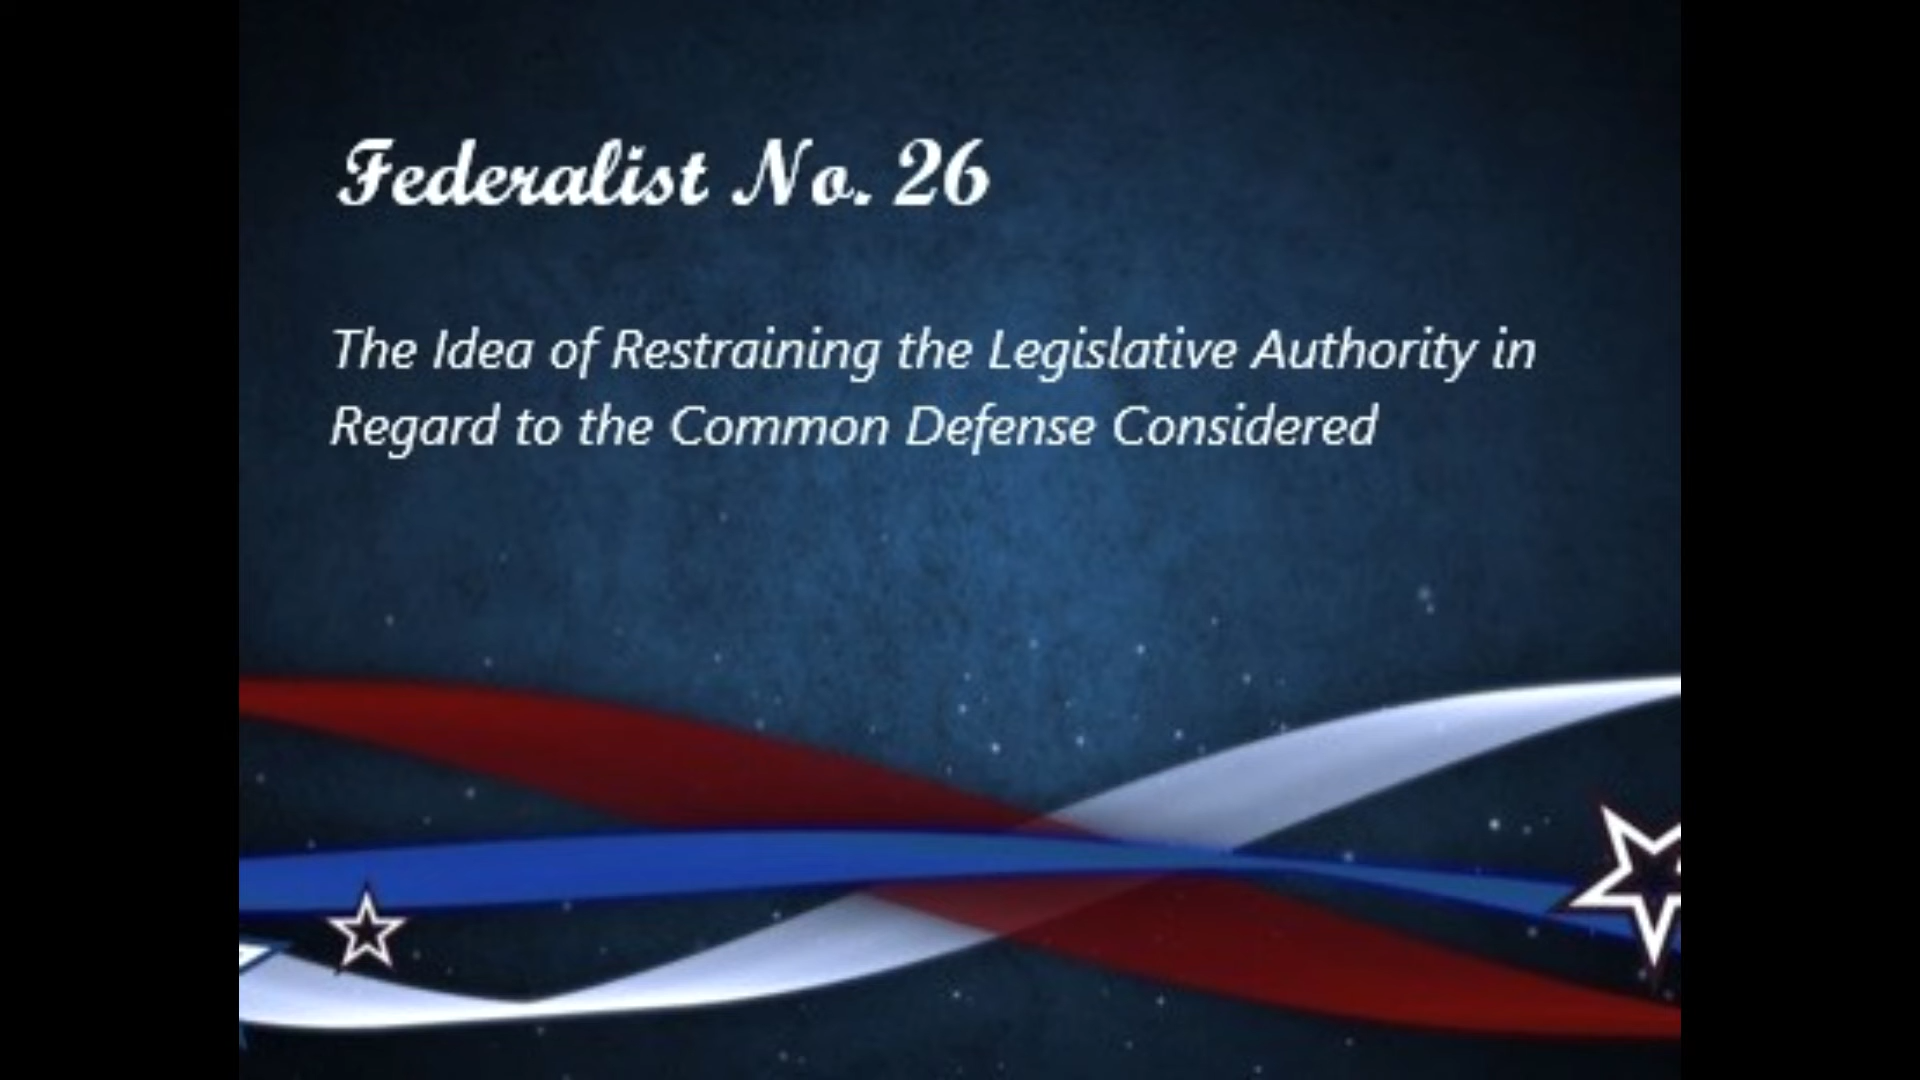 Federalist No. 26
The Idea of Restraining the Legislative Authority in
Regard to the Common Defense Considered